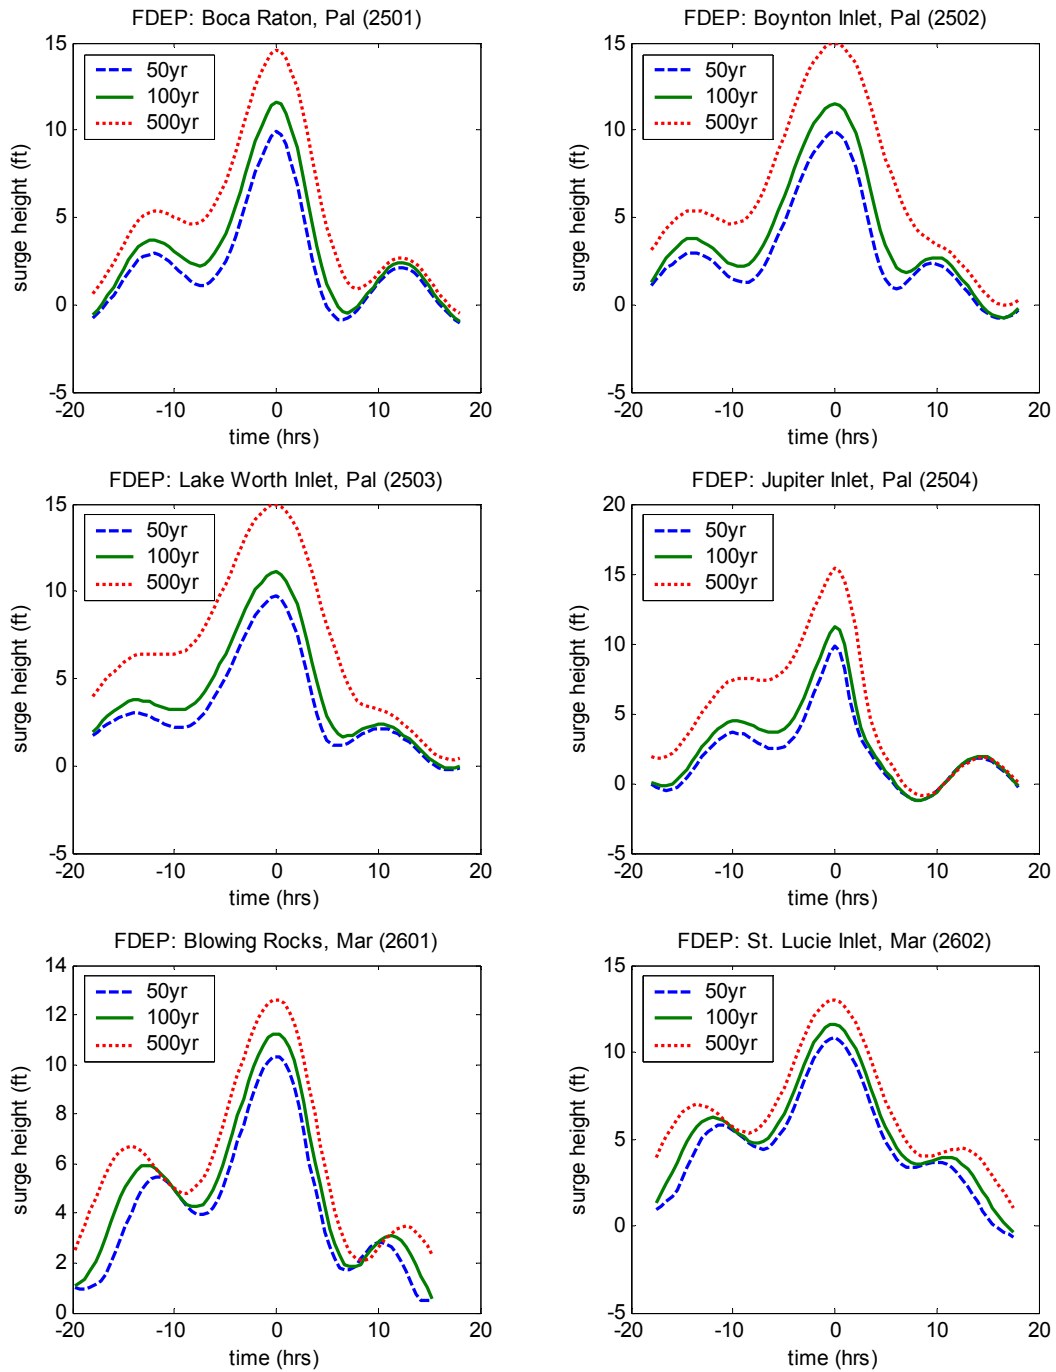 FDEP: Boca Raton, Pal (2501)
15
10
5
0
-5
surge height (ft)
50yr
100yr
500yr
-20 -10 0 10 20
time (hrs)
FDEP: Boynton Inlet, Pal (2502)
15
10
5
0
-5
surge height (ft)
50yr
100yr
500yr
-20 -10 0 10 20
time (hrs)
FDEP: Lake Worth Inlet, Pal (2503)
15
10
5
0
-5
surge height (ft)
50yr
100yr
500yr
-20 -10 0 10 20
time (hrs)
FDEP: Jupiter Inlet, Pal (2504)
20
15
10
5
0
-5
surge height (ft)
50yr
100yr
500yr
-20 -10 0 10 20
time (hrs)
FDEP: Blowing Rocks, Mar (2601)
14
12
10
8
6
4
2
0
surge height (ft)
50yr
100yr
500yr
-20 -10 0 10 20
time (hrs)
FDEP: St. Lucie Inlet, Mar (2602)
15
10
5
0
-5
surge height (ft)
50yr
100yr
500yr
-20 -10 0 10 20
time (hrs)